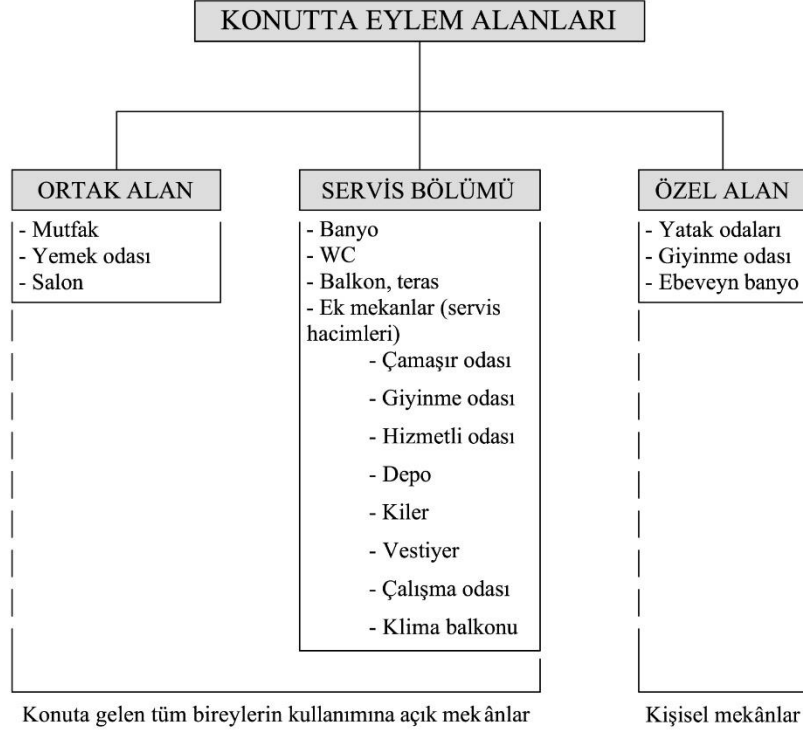 KONUTTA EYLEM ALANLARI
ORTAK ALAN
- Mutfak
- Yemek odası
- Salon
SERVİS BÖLÜMÜ
- Banyo
- WC
- Balkon, teras
- Ek mekanlar (servis
hacimleri)
- Çamaşır odası
- Giyinme odası
- Hizmetli odası
- Depo
- Kiler
- Vestiyer
- Çalışma odası
- Klima balkonu
ÖZEL ALAN
- Yatak odaları
- Giyinme odası
- Ebeveyn banyo
Konuta gelen tüm bireylerin kullanımına açık mekânlar
Kişisel mekânlar